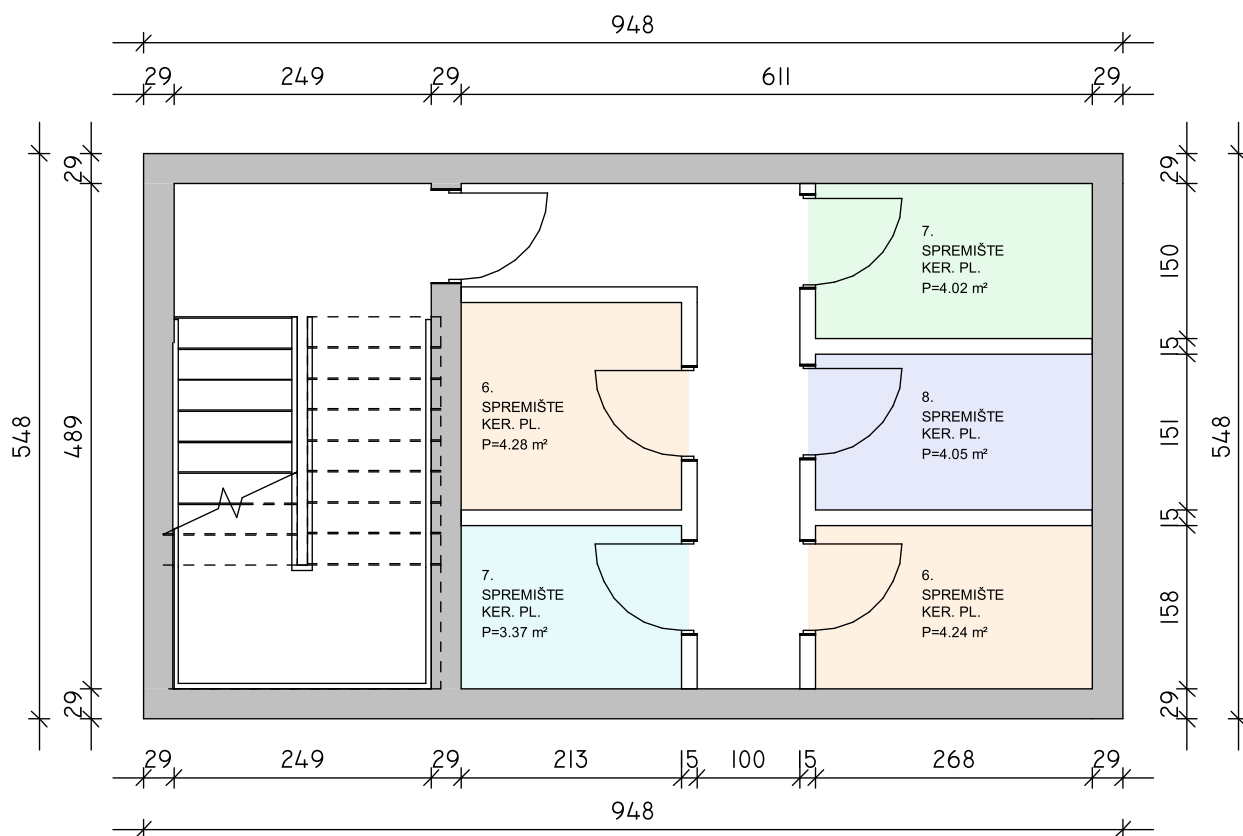 948
29 249 29 611 29
29
489
29
548
29
150
15
151
15
158
29
548
7.
SPREMIŠTE
KER. PL.
P=4.02 m²
6.
SPREMIŠTE
KER. PL.
P=4.28 m²
8.
SPREMIŠTE
KER. PL.
P=4.05 m²
7.
SPREMIŠTE
KER. PL.
P=3.37 m²
6.
SPREMIŠTE
KER. PL.
P=4.24 m²
29 249 29 213 15 100 15 268 29
948